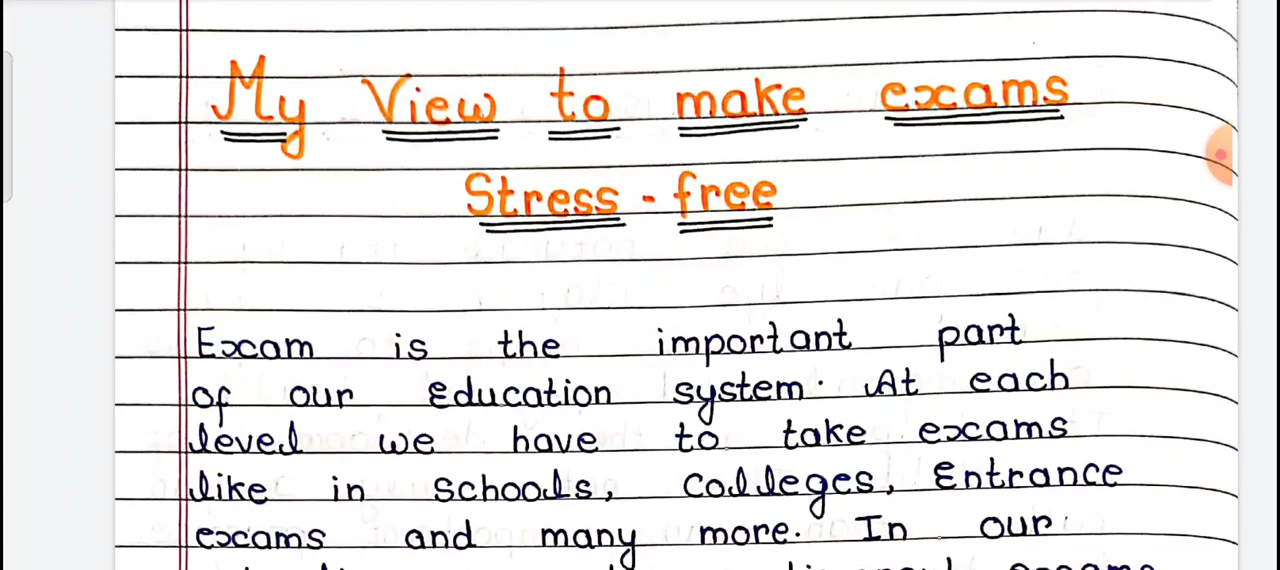 My View to make exams
Stress-free
Exam is the important part
of our Education system. At each
level we have to take exams
like in Schools, Colleges, Entrance
exams and many more. In our